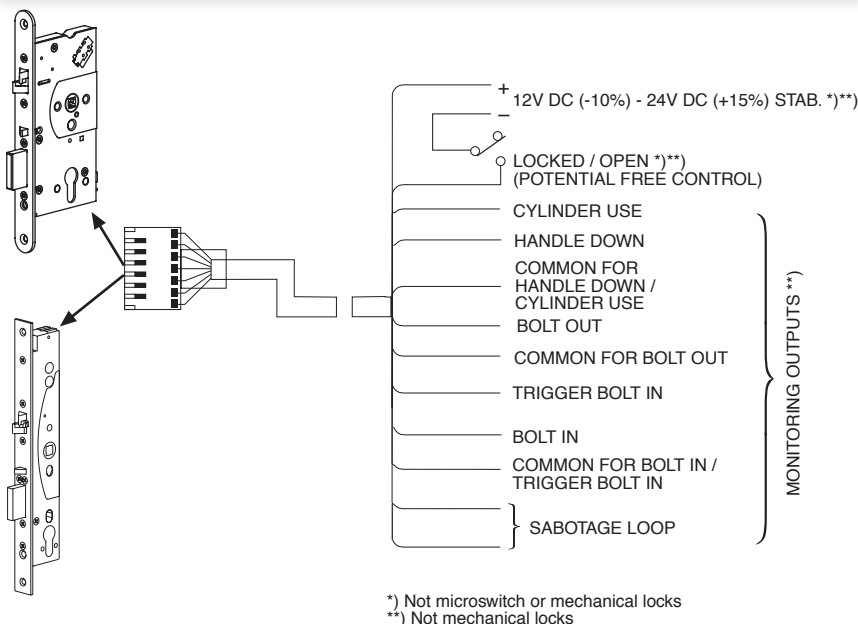 +
12V DC (-10%) - 24V DC (+15%) STAB. *)**)
−
LOCKED / OPEN *)**)
(POTENTIAL FREE CONTROL)
CYLINDER USE
HANDLE DOWN
COMMON FOR
HANDLE DOWN /
CYLINDER USE
BOLT OUT
COMMON FOR BOLT OUT
TRIGGER BOLT IN
BOLT IN
COMMON FOR BOLT IN /
TRIGGER BOLT IN
SABOTAGE LOOP
MONITORING OUTPUTS **)
*) Not microswitch or mechanical locks
**) Not mechanical locks